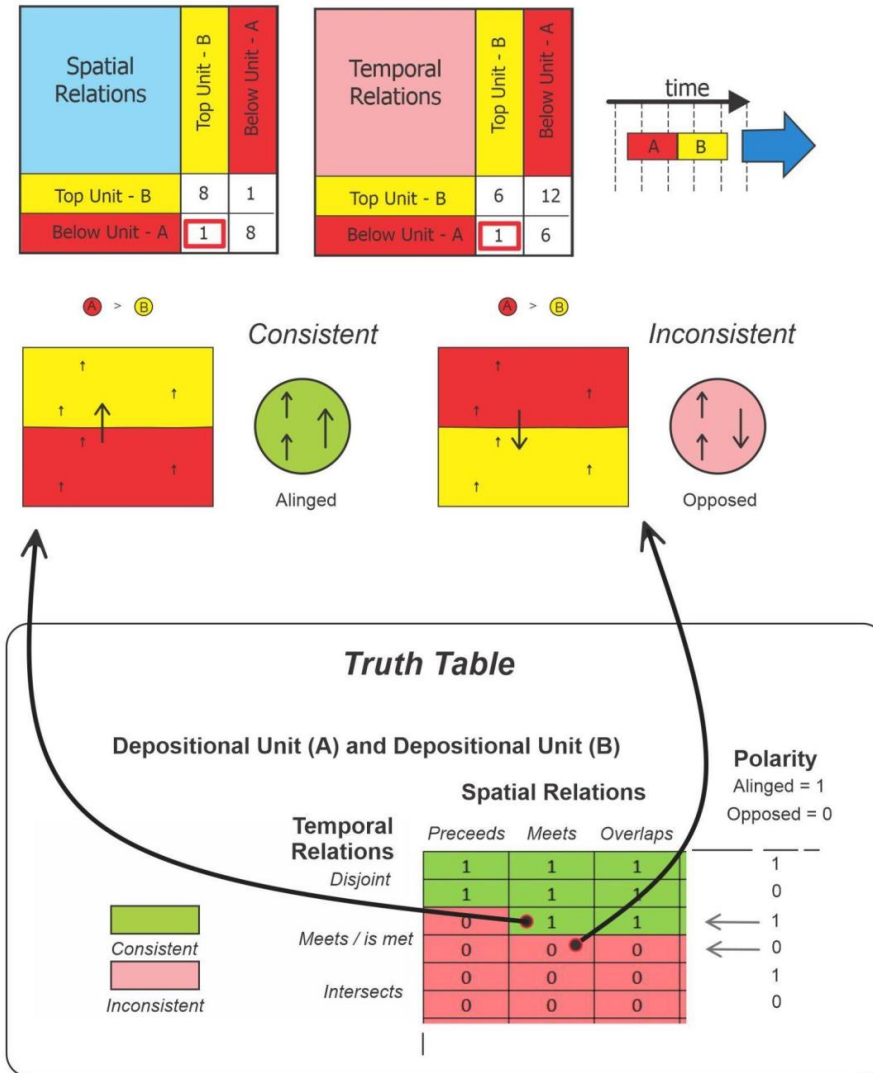 Spatial Relations
Top Unit - B
Below Unit - A
Top Unit - B 8 1
Below Unit - A 1 8
Temporal Relations
Top Unit - B
Below Unit - A
Top Unit - B 6 12
Below Unit - A 1 6
time
A B
A > B
Consistent
Alinged
A > B
Inconsistent
Opposed
Truth Table
Depositional Unit (A) and Depositional Unit (B)
Polarity
Alinged = 1
Opposed = 0
Spatial Relations
Temporal Relations
Preceeds Meets Overlaps
Disjoint
1 1 1 1
1 1 1 0
Meets / is met
0 1 1 1
0 0 0 0
Intersects
0 0 0 1
0 0 0 0
Consistent
Inconsistent